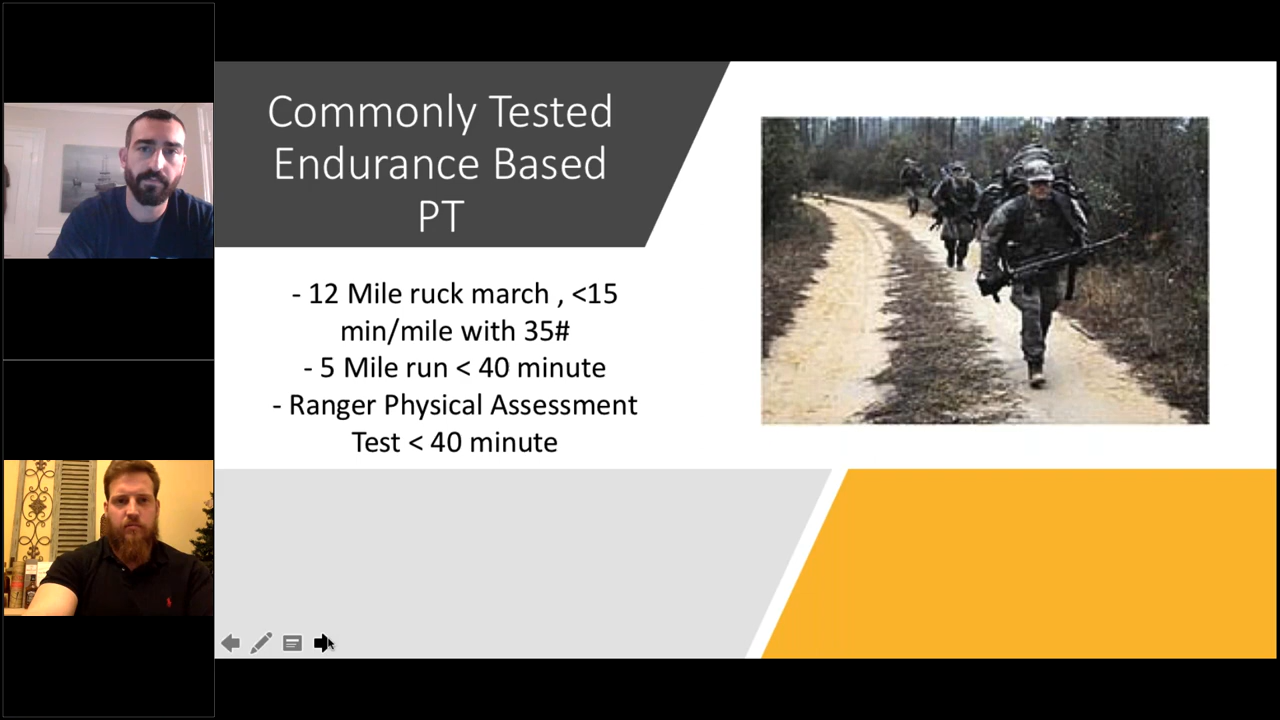 Commonly Tested
Endurance Based
PT
- 12 Mile ruck march , <15
min/mile with 35#
- 5 Mile run < 40 minute
- Ranger Physical Assessment
Test < 40 minute